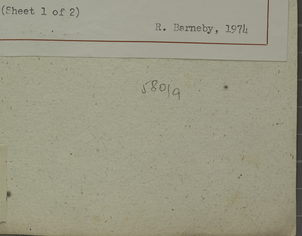 (Sheet 1 of 2)
R. Barneby, 1974
58019